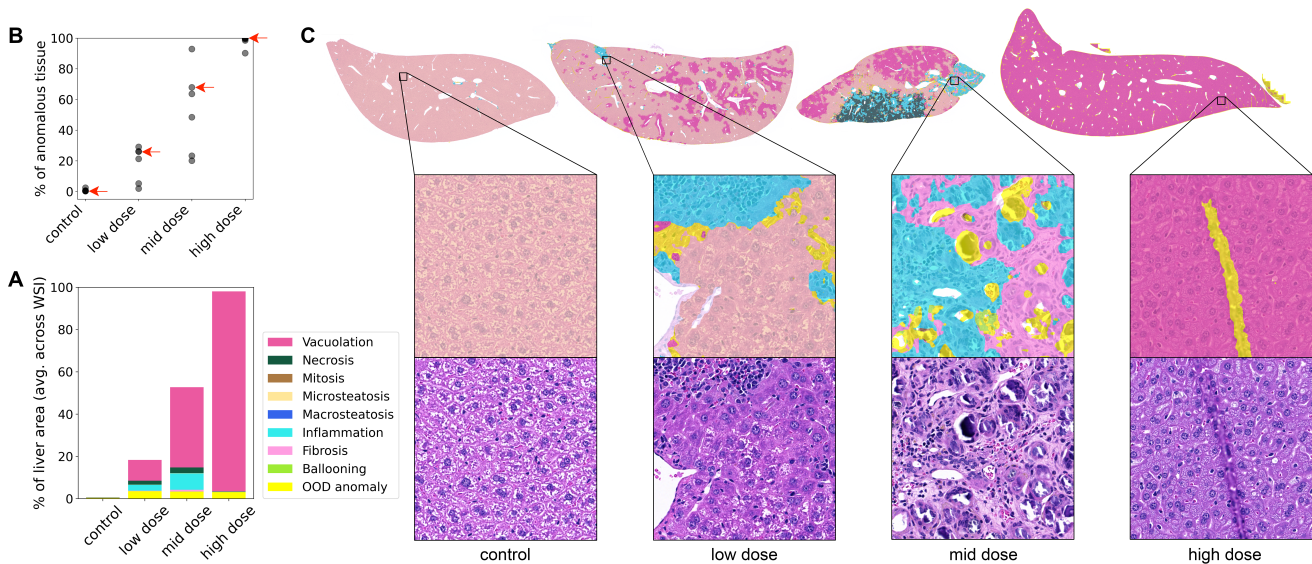 B
% of anomalous tissue
100
80
60
40
20
0
control
low dose
mid dose
high dose
C
A
% of liver area (avg. across WSI)
100
80
60
40
20
0
control
low dose
mid dose
high dose
Vacuolation
Necrosis
Mitosis
Microsteatosis
Macrosteatosis
Inflammation
Fibrosis
Ballooning
OOD anomaly
control
low dose
mid dose
high dose